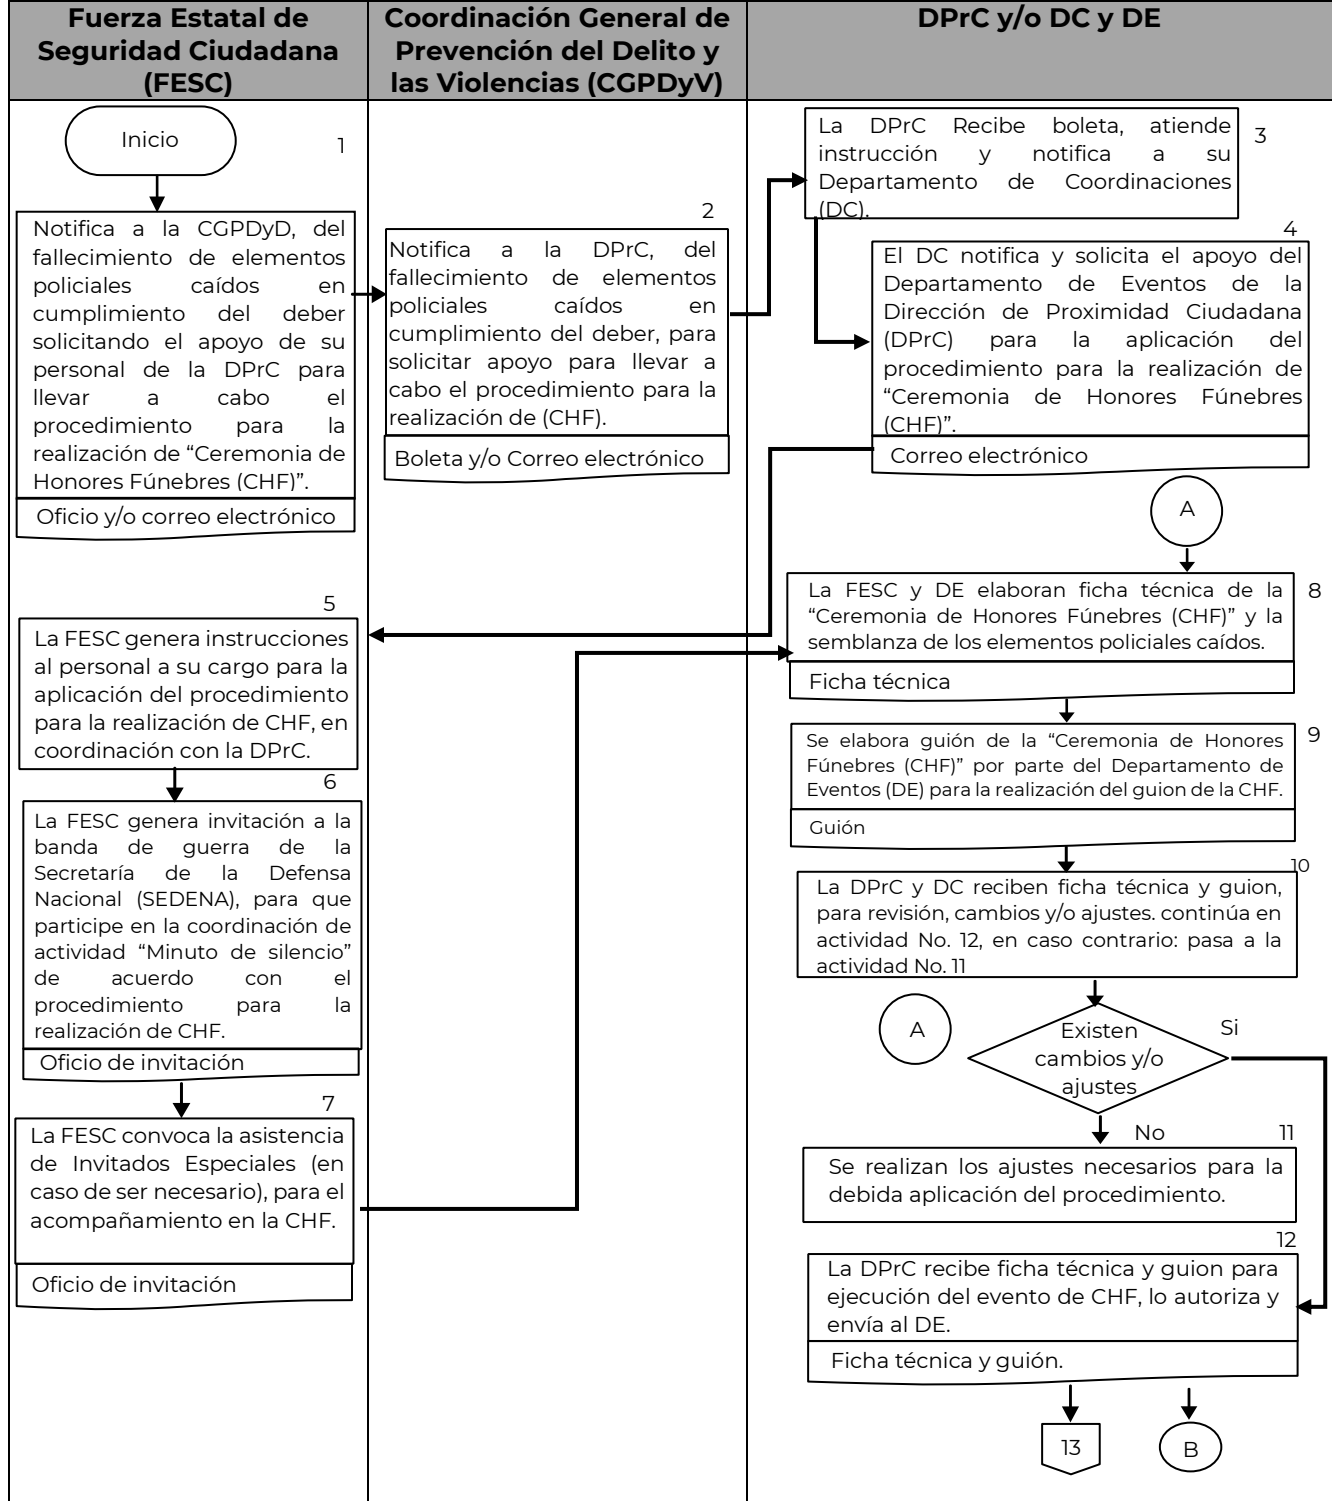 Fuerza Estatal de
Seguridad Ciudadana
(FESC)
Coordinación General de
Prevención del Delito y
las Violencias (CGPDyV)
DPrC y/o DC y DE
Inicio
1
Notifica a la CGPDyD, del
fallecimiento de elementos
policiales caídos en
cumplimiento del deber
solicitando el apoyo de su
personal de la DPrC para
llevar a cabo el
procedimiento para la
realización de “Ceremonia de
Honores Fúnebres (CHF)”.
Oficio y/o correo electrónico
2
Notifica a la DPrC, del
fallecimiento de elementos
policiales caídos en
cumplimiento del deber, para
solicitar apoyo para llevar a
cabo el procedimiento para la
realización de (CHF).
Boleta y/o Correo electrónico
3
La DPrC Recibe boleta, atiende
instrucción y notifica a su
Departamento de Coordinaciones
(DC).
4
El DC notifica y solicita el apoyo del
Departamento de Eventos de la
Dirección de Proximidad Ciudadana
(DPrC) para la aplicación del
procedimiento para la realización de
“Ceremonia de Honores Fúnebres
(CHF)”.
Correo electrónico
5
La FESC genera instrucciones
al personal a su cargo para la
aplicación del procedimiento
para la realización de CHF, en
coordinación con la DPrC.
6
La FESC genera invitación a la
banda de guerra de la
Secretaría de la Defensa
Nacional (SEDENA), para que
participe en la coordinación de
actividad “Minuto de silencio”
de acuerdo con el
procedimiento para la
realización de CHF.
Oficio de invitación
7
La FESC convoca la asistencia
de Invitados Especiales (en
caso de ser necesario), para el
acompañamiento en la CHF.
Oficio de invitación
A
8
La FESC y DE elaboran ficha técnica de la
“Ceremonia de Honores Fúnebres (CHF)” y la
semblanza de los elementos policiales caídos.
Ficha técnica
9
Se elabora guión de la “Ceremonia de Honores
Fúnebres (CHF)” por parte del Departamento de
Eventos (DE) para la realización del guion de la CHF.
Guión
10
La DPrC y DC reciben ficha técnica y guion,
para revisión, cambios y/o ajustes. continúa en
actividad No. 12, en caso contrario: pasa a la
actividad No. 11
A
Existen
cambios y/o
ajustes
Si
No
11
Se realizan los ajustes necesarios para la
debida aplicación del procedimiento.
12
La DPrC recibe ficha técnica y guion para
ejecución del evento de CHF, lo autoriza y
envía al DE.
Ficha técnica y guión.
13
B